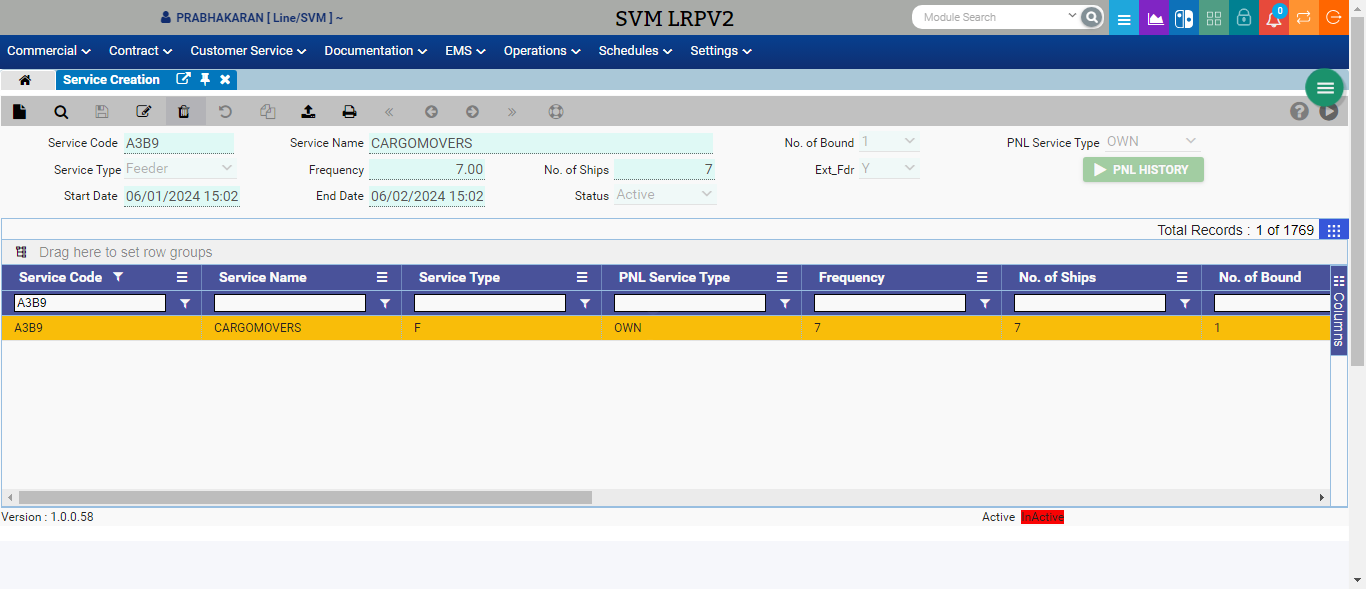 PRABHAKARAN [ Line/SVM ] ~ SVM LRPV2 Module Search 0
Commercial Contract Customer Service Documentation EMS Operations Schedules Settings
Service Creation
Service Code A3B9 Service Name CARGOMOVERS No. of Bound 1 PNL Service Type OWN
Service Type Feeder Frequency 7.00 No. of Ships 7 Ext_Fdr Y PNL HISTORY
Start Date 06/01/2024 15:02 End Date 06/02/2024 15:02 Status Active
Total Records : 1 of 1769
Drag here to set row groups
Service Code Service Name Service Type PNL Service Type Frequency No. of Ships No. of Bound
A3B9
A3B9 CARGOMOVERS F OWN 7 7 1
Columns
Version : 1.0.0.58 Active InActive